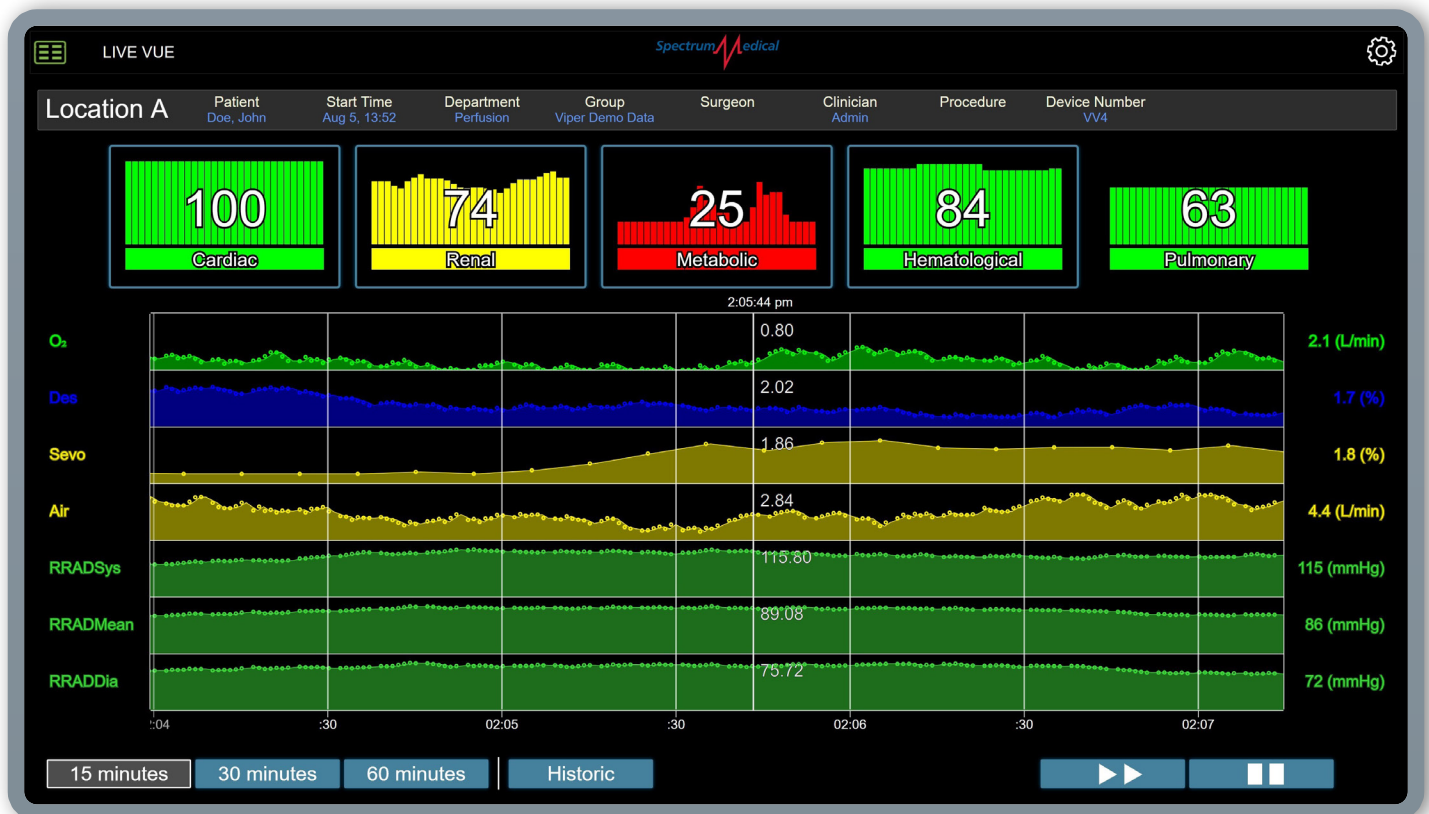 LIVE VUE
Spectrum Medical
Location A
Patient Start Time Department Group Surgeon Clinician Procedure Device Number
Doe, John Aug 5, 13:52 Perfusion Viper Demo Data Admin VV4
100 74 25 84 63
Cardiac Renal Metabolic Hematological Pulmonary
2:05:44 pm
O₂ 0.80 2.1 (L/min)
Des 2.02 1.7 (%)
Sevo 1.86 1.8 (%)
Air 2.84 4.4 (L/min)
RRADSys 115.80 115 (mmHg)
RRADMean 89.08 86 (mmHg)
RRADDia 75.72 72 (mmHg)
:04 :30 02:05 :30 02:06 :30 02:07
15 minutes 30 minutes 60 minutes Historic